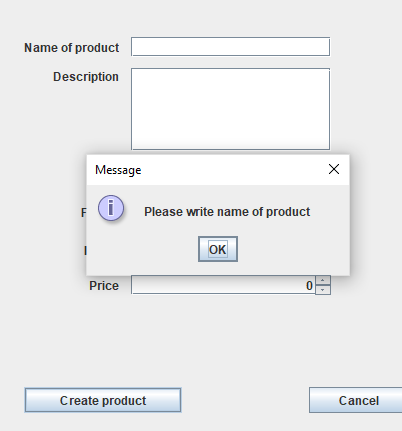 Name of product
Description
Message
Please write name of product
OK
Price 0
Create product Cancel